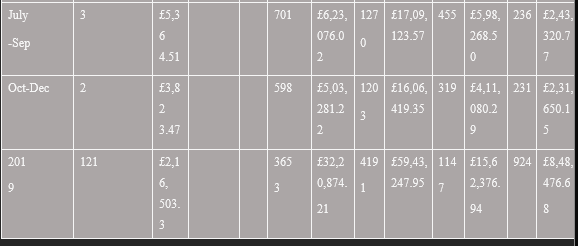 July 3 £5,3 701 £6,23, 127 £17,09, 455 £5,98, 236 £2,43,
-Sep 6 076.0 0 123.57 268.5 320.7
4.51 2 0 7
Oct-Dec 2 £3,8 598 £5,03, 120 £16,06, 319 £4,11, 231 £2,31,
2 281.2 3 419.35 080.2 650.1
3.47 2 9 5
201 121 £2,1 365 £32,2 419 £59,43, 114 £15,6 924 £8,48,
9 6, 3 0,874. 1 247.95 7 2,376. 476.6
503. 21 94 8
3